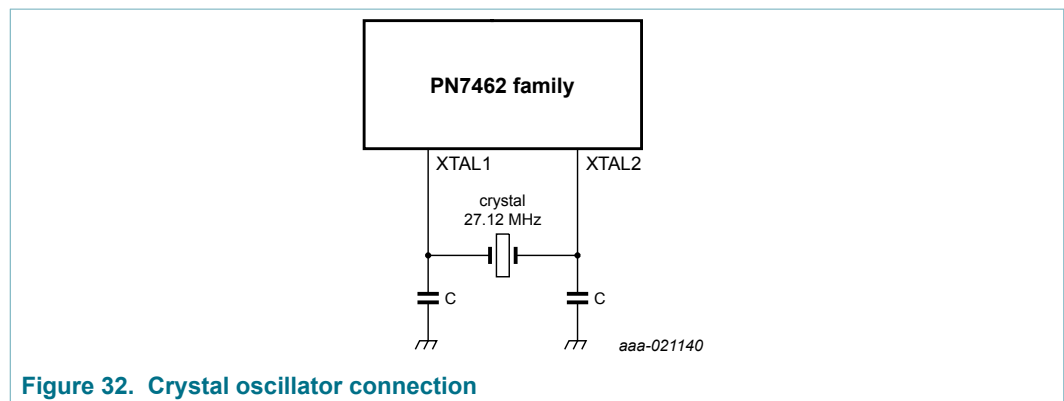 PN7462 family
XTAL1
XTAL2
crystal
27.12 MHz
C
C
aaa-021140
Figure 32. Crystal oscillator connection